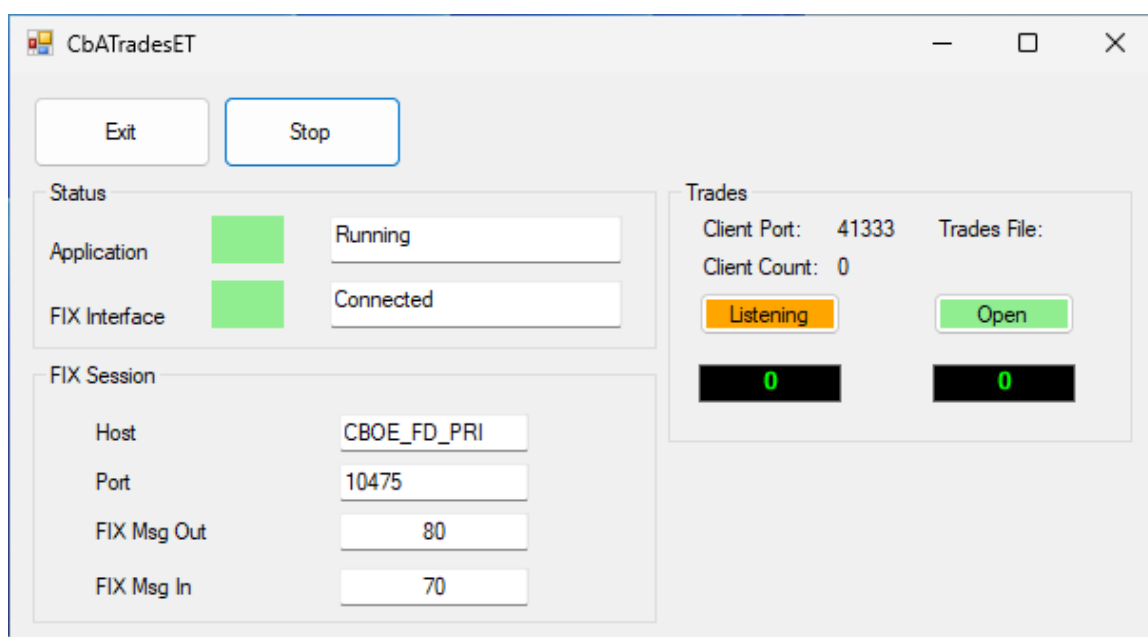 CbATradesET
Exit
Stop
Status
Application
Running
FIX Interface
Connected
FIX Session
Host
CBOE_FD_PRI
Port
10475
FIX Msg Out
80
FIX Msg In
70
Trades
Client Port: 41333
Trades File:
Client Count: 0
Listening
Open
0
0